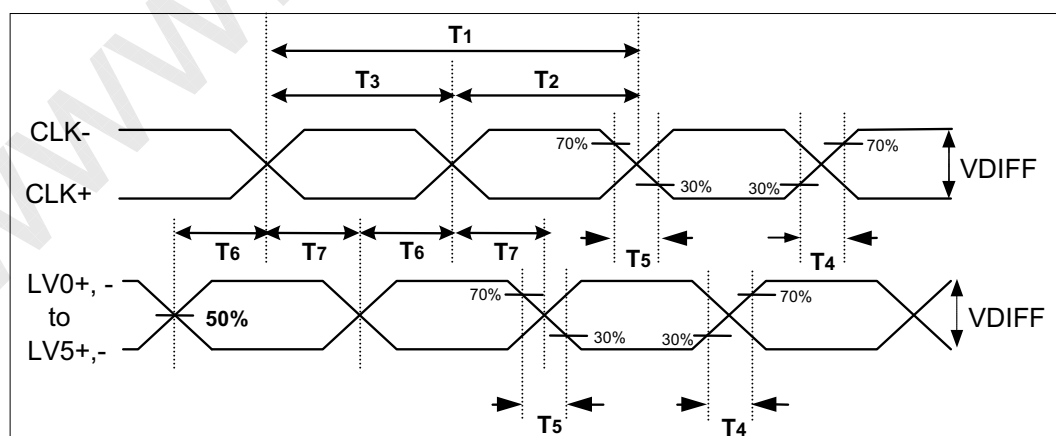 T1
T3 T2
CLK-
CLK+
70%
30%
30%
70%
VDIFF
T6 T7 T6 T7
T5
T4
LV0+, -
to
LV5+,-
50%
70%
30%
30%
70%
VDIFF
T5
T4